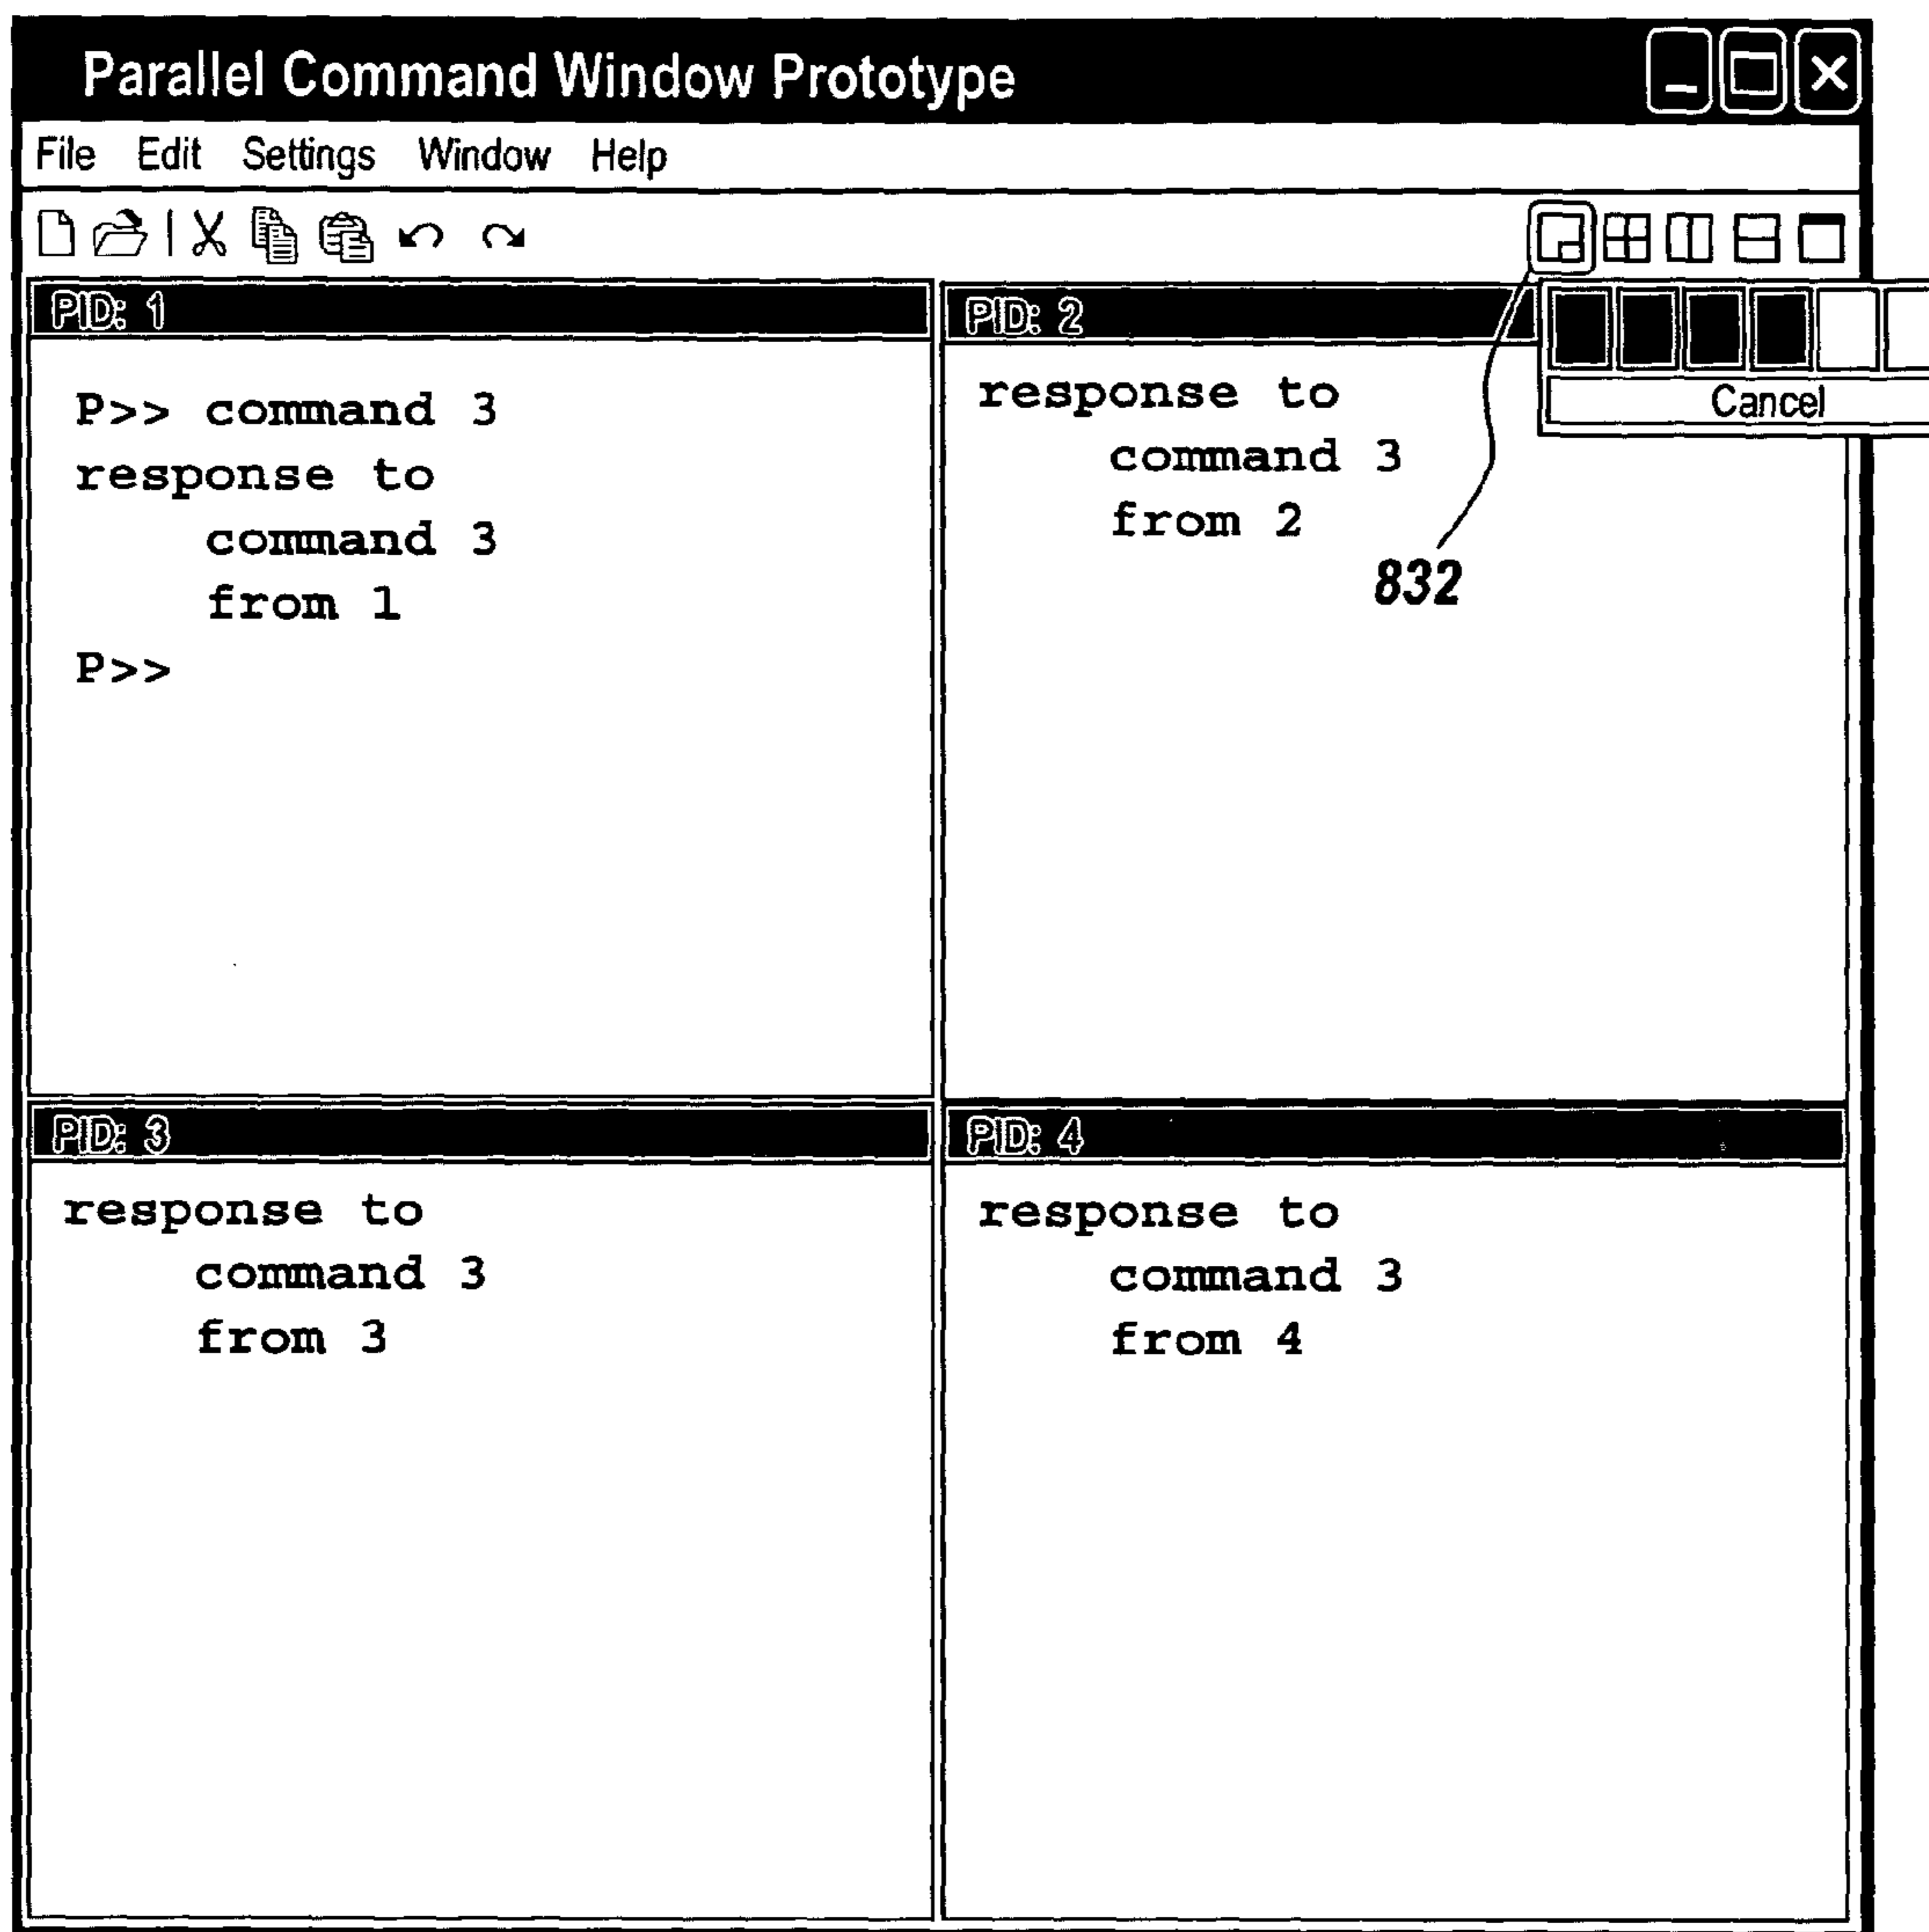 Parallel Command Window Prototype
File Edit Settings Window Help
PID: 1
P>> command 3
response to
command 3
from 1
P>>
PID: 2
response to
command 3
from 2
Cancel
832
PID: 3
response to
command 3
from 3
PID: 4
response to
command 3
from 4